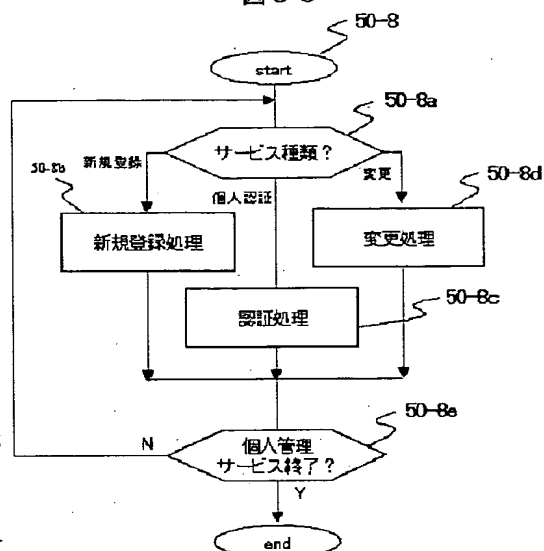 50-8
start
50-8a
サービス種類?
50-8b
新規登録
個人認証
変更
50-8d
新規登録処理
変更処理
認証処理
50-8c
50-8e
N
個人管理
サービス終了?
Y
end